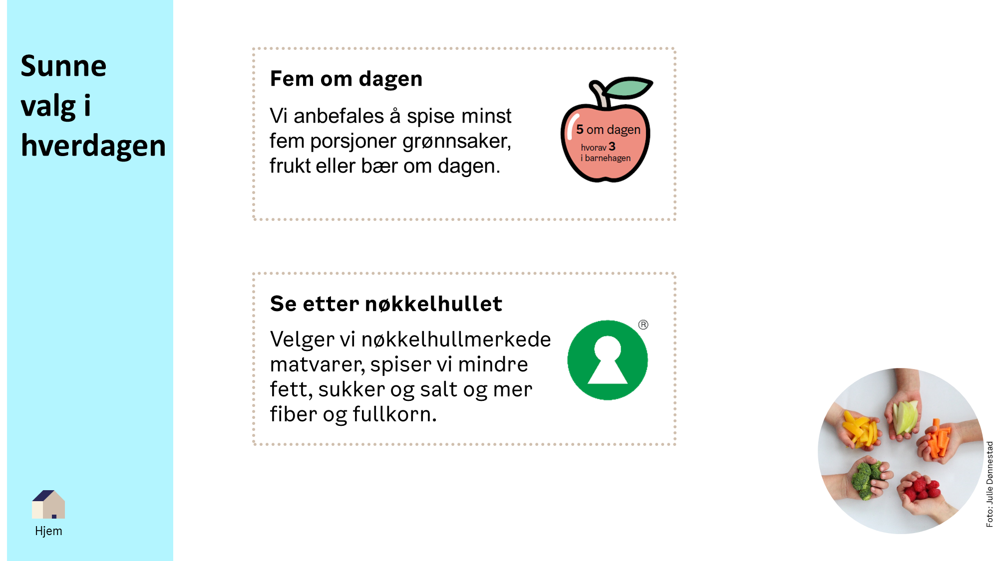 Sunne
valg i
hverdagen
Fem om dagen
Vi anbefales å spise minst
fem porsjoner grønnsaker,
frukt eller bær om dagen.
5 om dagen
hvorav 3
i barnehagen
Se etter nøkkelhullet
Velger vi nøkkelhullmerkede
matvarer, spiser vi mindre
fett, sukker og salt og mer
fiber og fullkorn.
®
Hjem
Foto: Julie Dønnestad